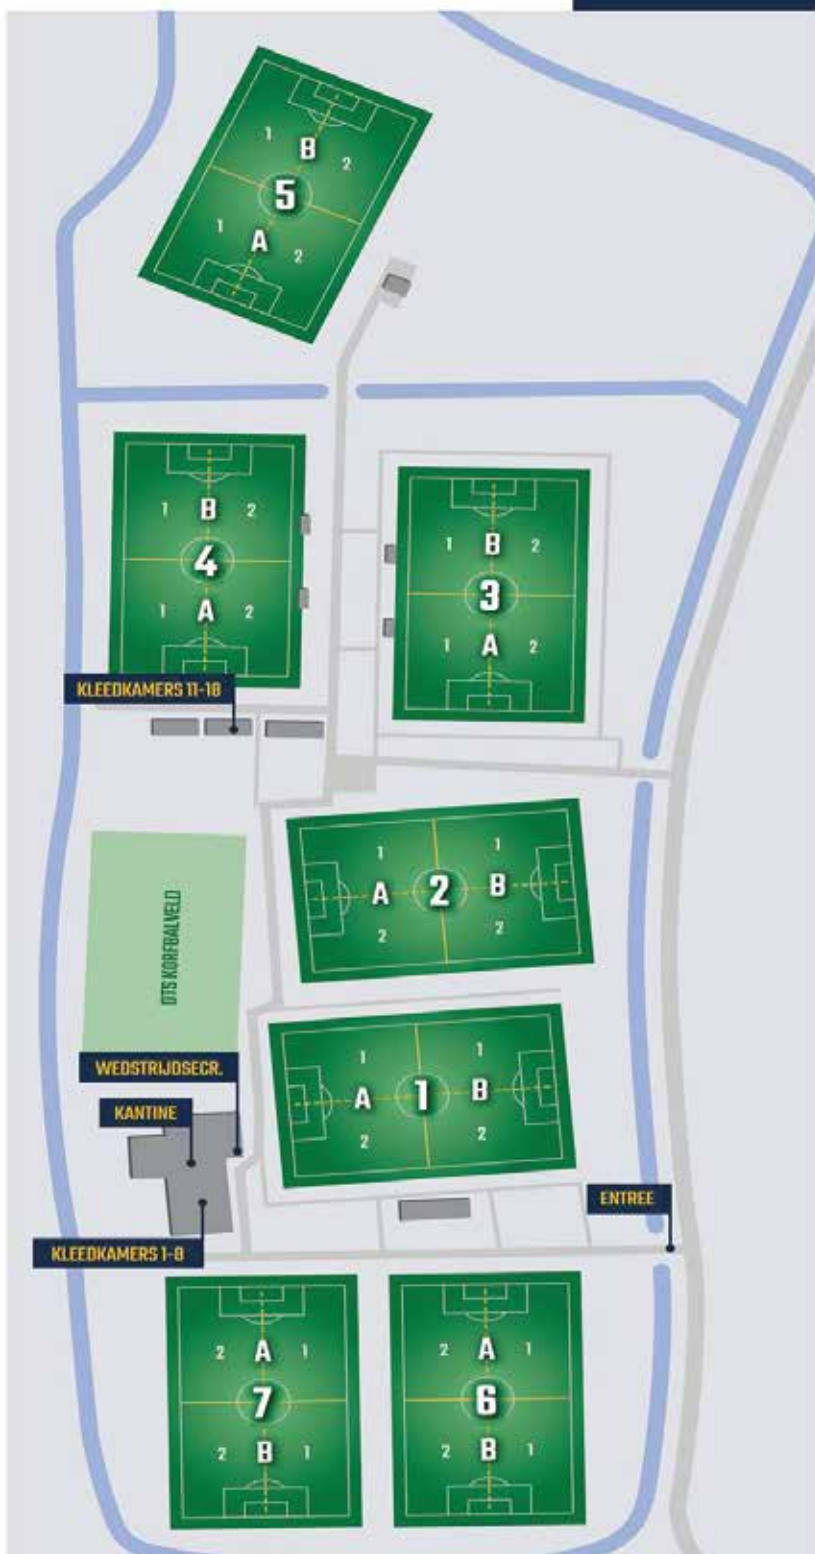 1 B 2
5
1 A 2
1 B 2
4
1 A 2
1 B 2
3
1 A 2
KLEEDKAMERS 11-18
1 1
A 2 B
2 2
DTS KORFBALVELD
1 1
A 1 B
2 2
WEDSTRIJDSECR.
KANTINE
ENTREE
KLEEDKAMERS 1-8
2 A 1
7
2 B 1
2 A 1
6
2 B 1